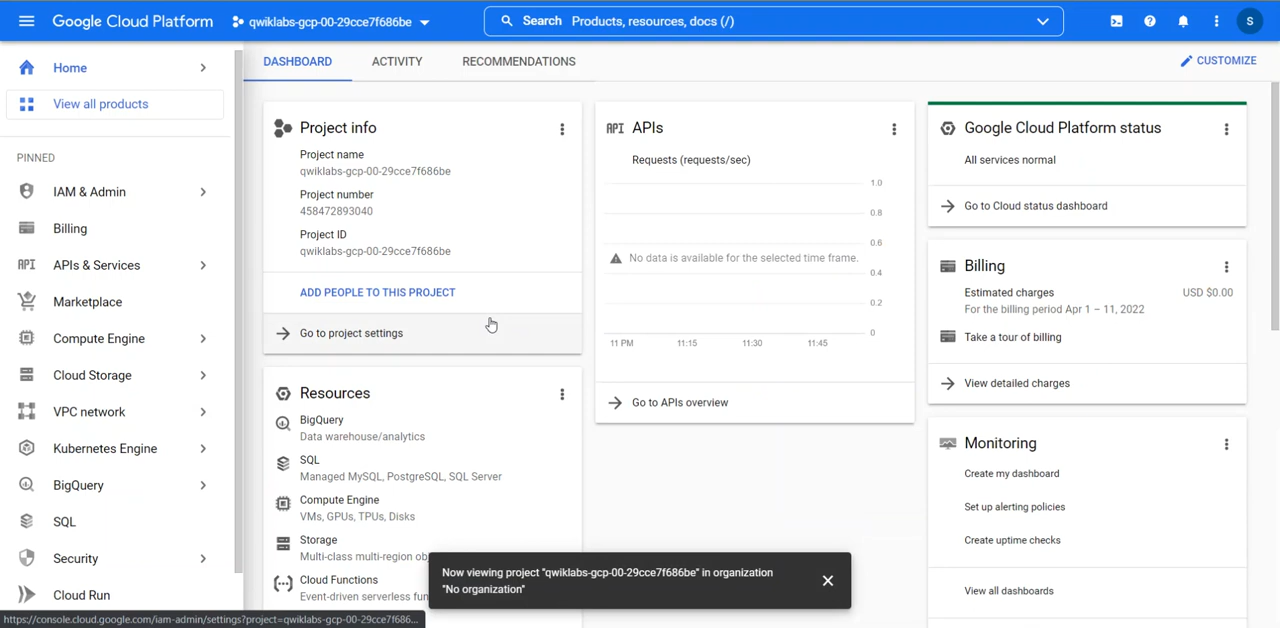 Google Cloud Platform
qwiklabs-gcp-00-29cce7f686be
Search Products, resources, docs (/)
S
Home
View all products
PINNED
IAM & Admin
Billing
API APIs & Services
Marketplace
Compute Engine
Cloud Storage
VPC network
Kubernetes Engine
BigQuery
SQL
Security
Cloud Run
DASHBOARD
ACTIVITY
RECOMMENDATIONS
CUSTOMIZE
Project info
Project name
qwiklabs-gcp-00-29cce7f686be
Project number
458472893040
Project ID
qwiklabs-gcp-00-29cce7f686be
ADD PEOPLE TO THIS PROJECT
Go to project settings
Resources
BigQuery
Data warehouse/analytics
SQL
Managed MySQL, PostgreSQL, SQL Server
Compute Engine
VMs, GPUs, TPUs, Disks
Storage
Multi-class multi-region
Cloud Functions
Event-driven serverless
API APIs
Requests (requests/sec)
1.0
0.8
0.6
No data is available for the selected time frame.
0.4
0.2
0
11 PM 11:15 11:30 11:45
Go to APIs overview
Google Cloud Platform status
All services normal
Go to Cloud status dashboard
Billing
Estimated charges USD $0.00
For the billing period Apr 1 – 11, 2022
Take a tour of billing
View detailed charges
Monitoring
Create my dashboard
Set up alerting policies
Create uptime checks
View all dashboards
Now viewing project "qwiklabs-gcp-00-29cce7f686be" in organization
"No organization"
https://console.cloud.google.com/iam-admin/settings?project=qwiklabs-gcp-00-29cce7f686...